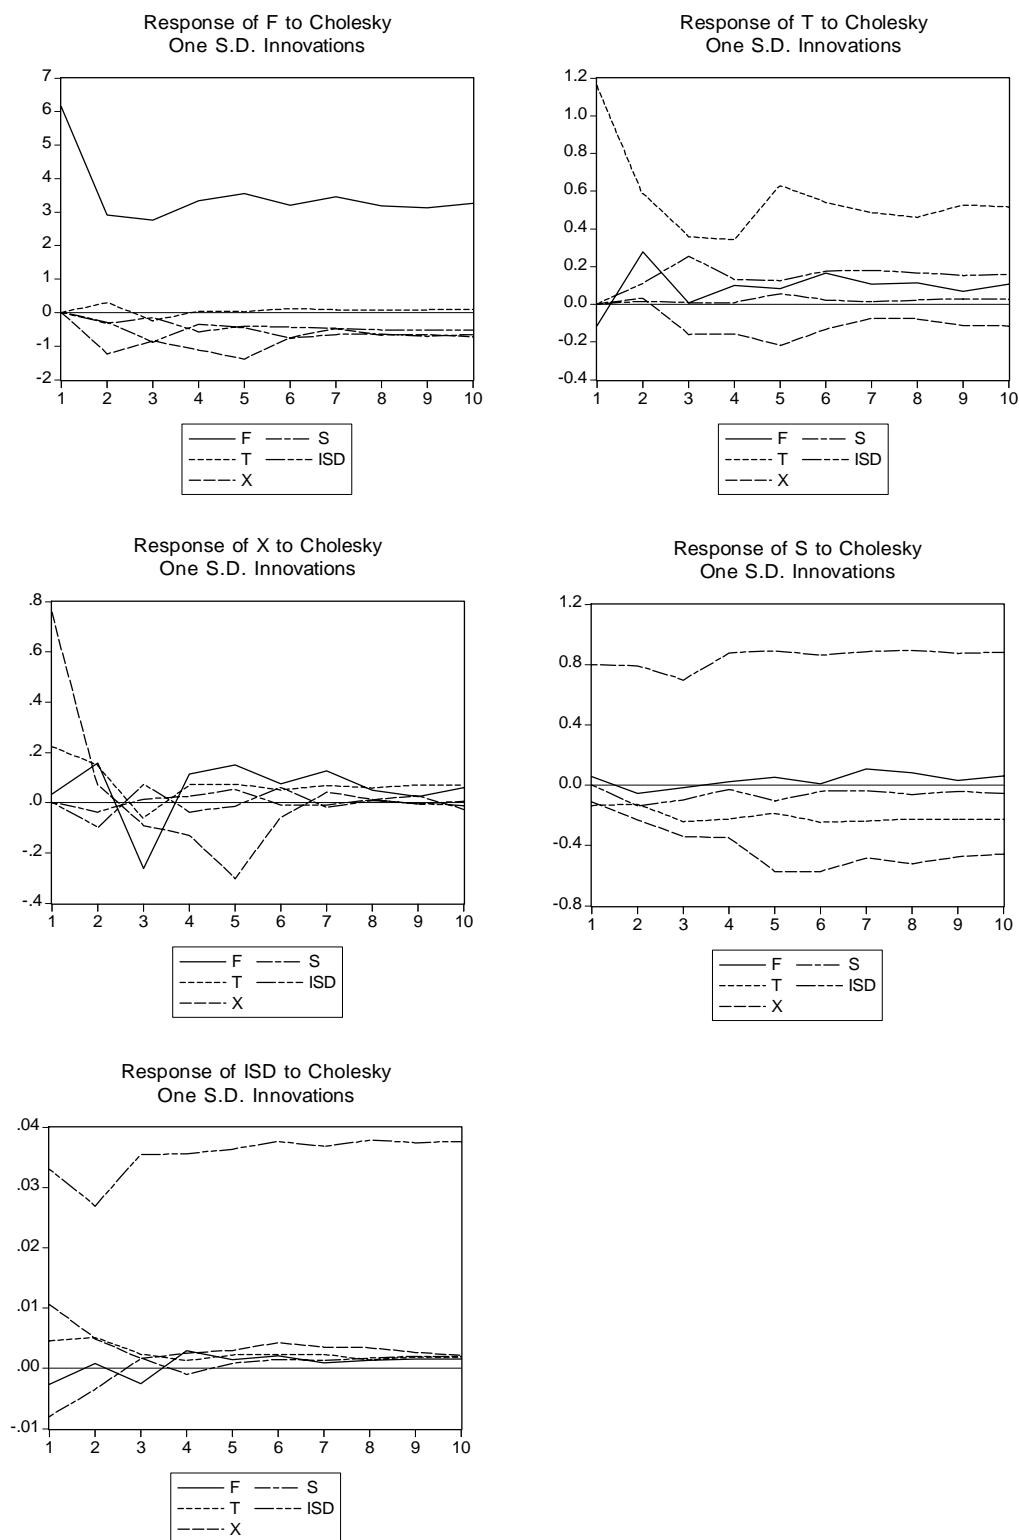 Response of F to Cholesky
One S.D. Innovations
7
6
5
4
3
2
1
0
-1
-2
1 2 3 4 5 6 7 8 9 10
F S
T ISD
X
Response of T to Cholesky
One S.D. Innovations
1.2
1.0
0.8
0.6
0.4
0.2
0.0
-0.2
-0.4
1 2 3 4 5 6 7 8 9 10
F S
T ISD
X
Response of X to Cholesky
One S.D. Innovations
.8
.6
.4
.2
.0
-.2
-.4
1 2 3 4 5 6 7 8 9 10
F S
T ISD
X
Response of S to Cholesky
One S.D. Innovations
1.2
0.8
0.4
0.0
-0.4
-0.8
1 2 3 4 5 6 7 8 9 10
F S
T ISD
X
Response of ISD to Cholesky
One S.D. Innovations
.04
.03
.02
.01
.00
-.01
1 2 3 4 5 6 7 8 9 10
F S
T ISD
X